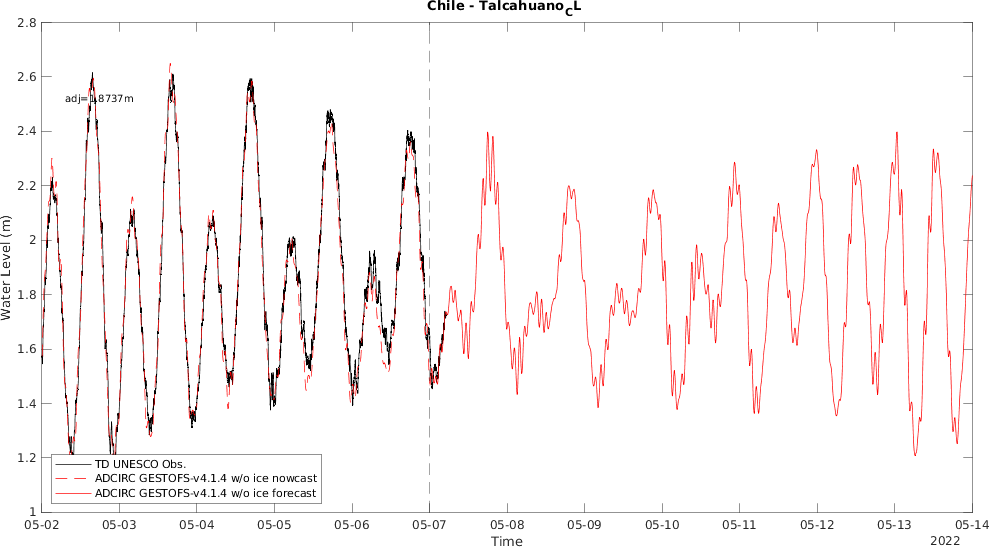 Chile - Talcahuano_CL
2.8
2.6
2.4
2.2
2
1.8
1.6
1.4
1.2
1
Water Level (m)
adj=1.8737m
TD UNESCO Obs.
ADCIRC GESTOFS-v4.1.4 w/o ice nowcast
ADCIRC GESTOFS-v4.1.4 w/o ice forecast
05-02 05-03 05-04 05-05 05-06 05-07 05-08 05-09 05-10 05-11 05-12 05-13 05-14
Time
2022